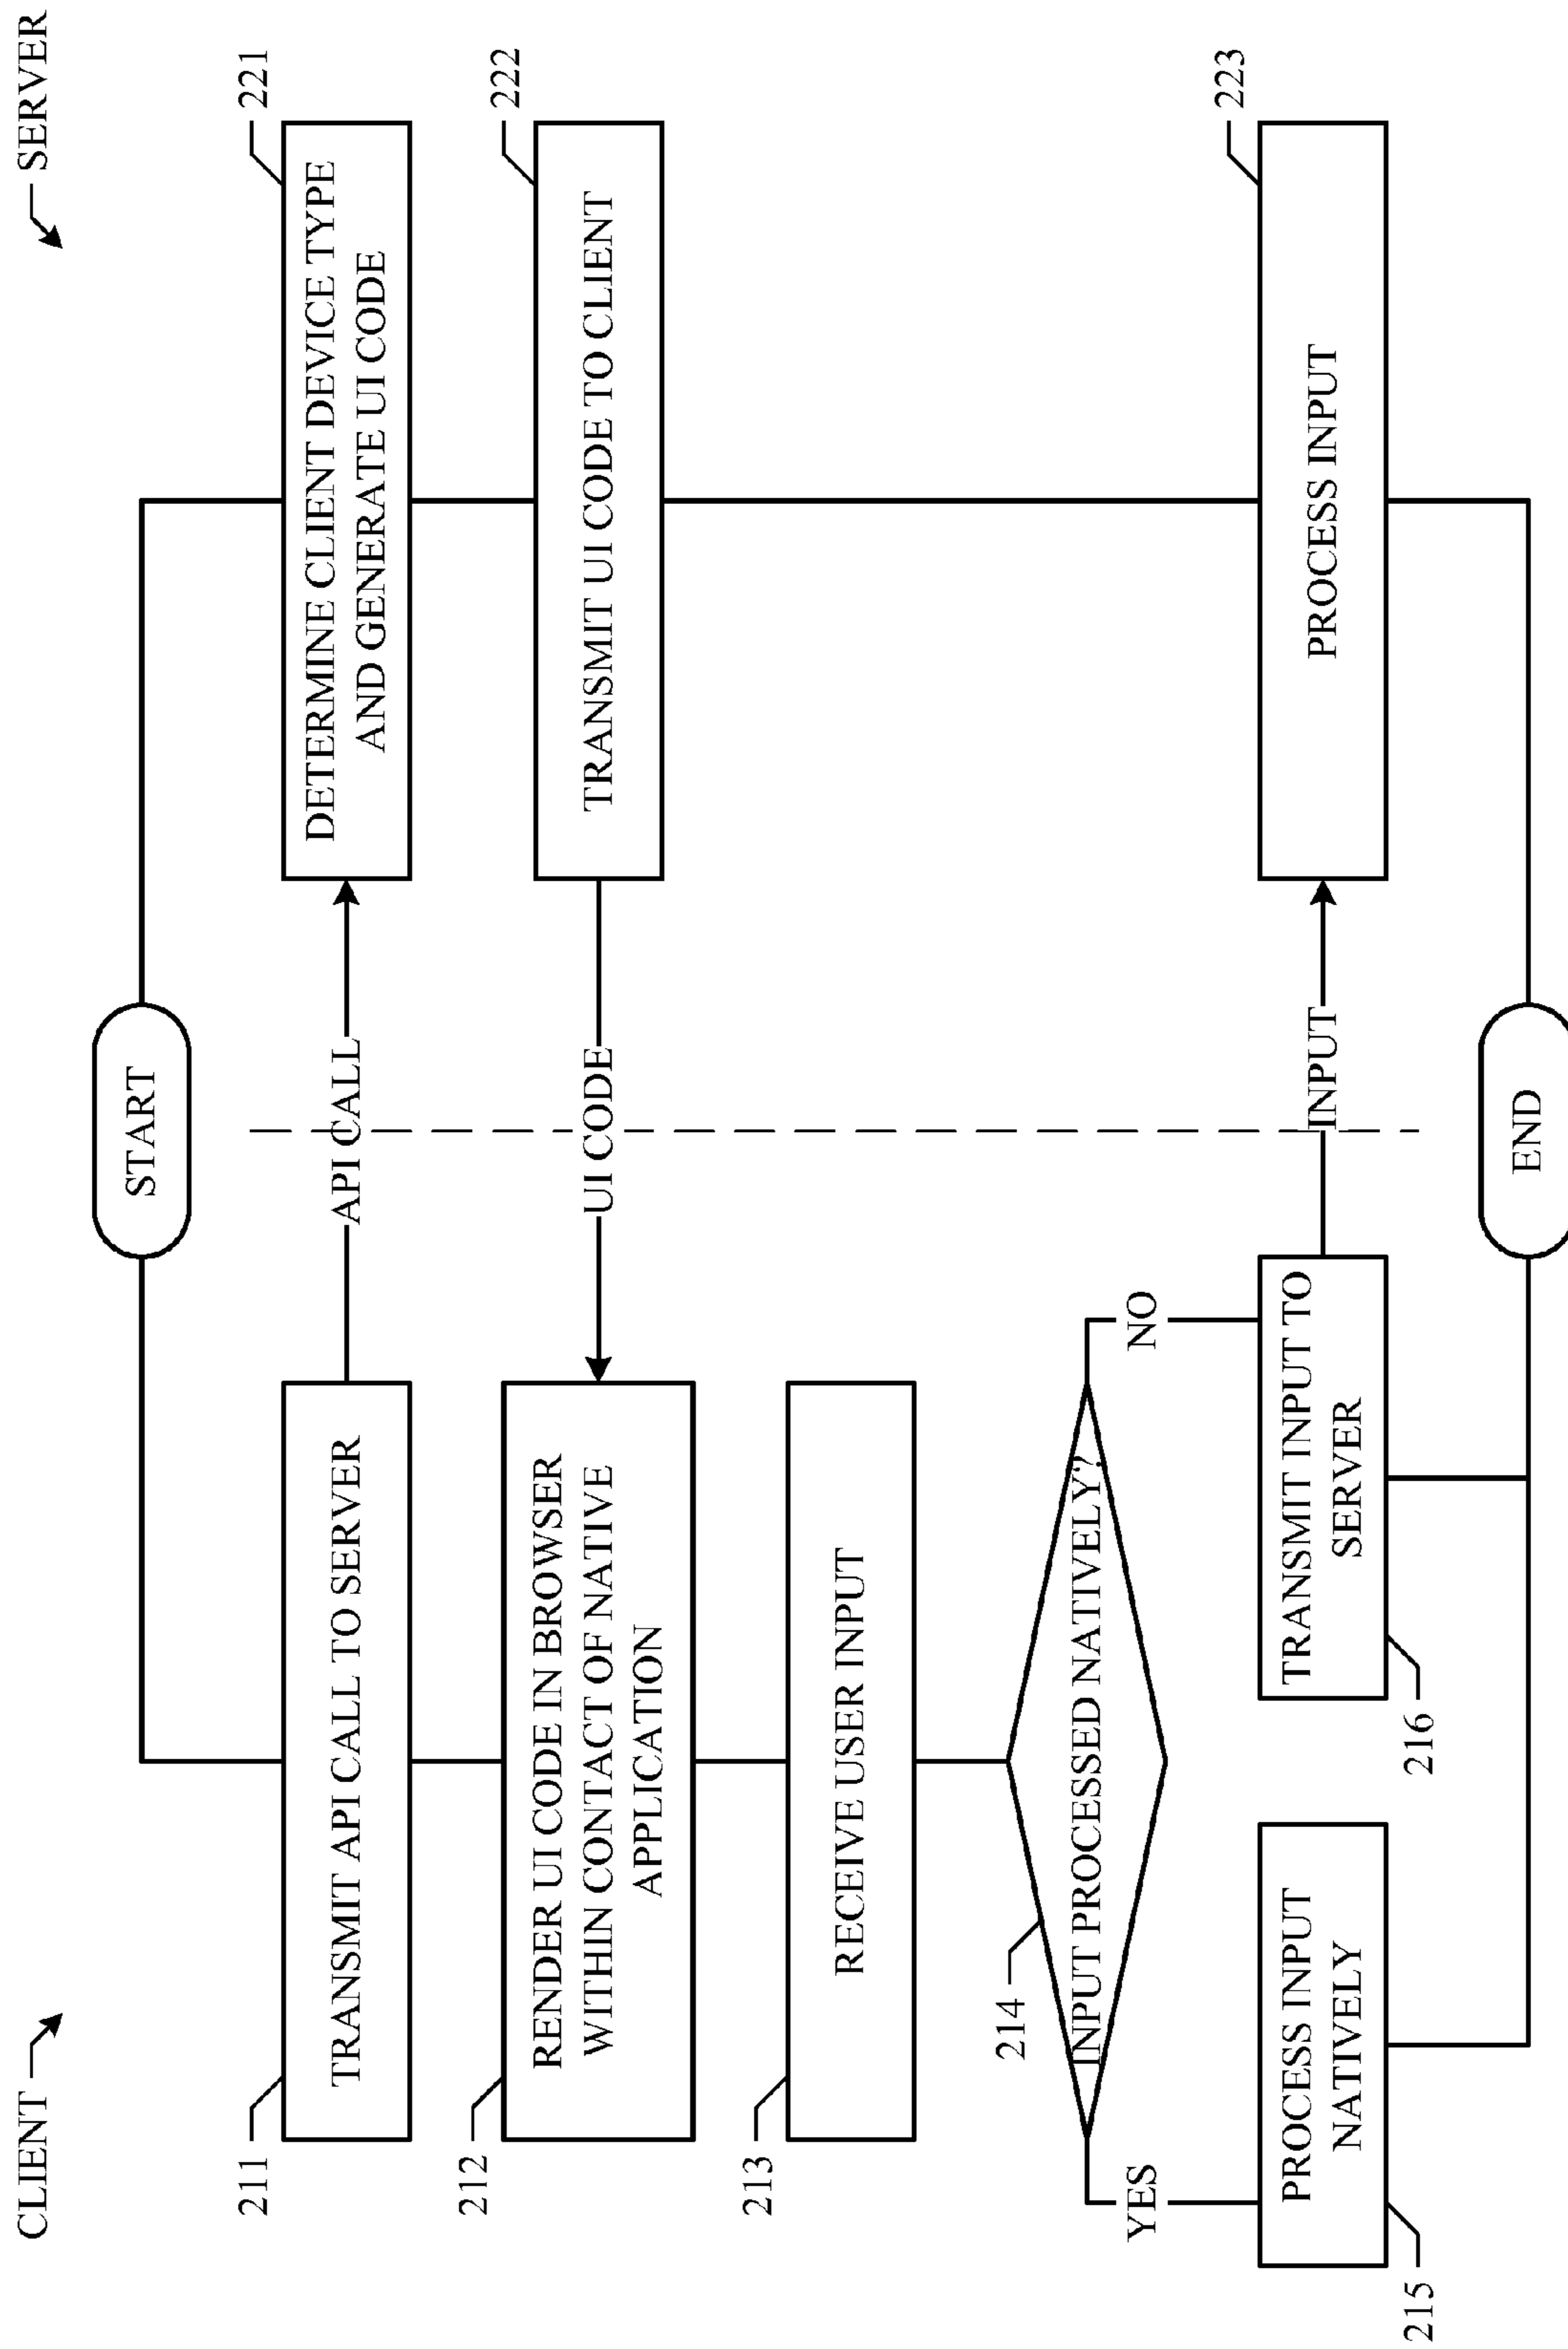 CLIENT
SERVER
START
211
TRANSMIT API CALL TO SERVER
API CALL
221
DETERMINE CLIENT DEVICE TYPE
AND GENERATE UI CODE
212
RENDER UI CODE IN BROWSER
WITHIN CONTACT OF NATIVE
APPLICATION
UI CODE
222
TRANSMIT UI CODE TO CLIENT
213
RECEIVE USER INPUT
214
INPUT PROCESSED NATIVELY?
YES
NO
215
PROCESS INPUT
NATIVELY
216
TRANSMIT INPUT TO
SERVER
INPUT
223
PROCESS INPUT
END